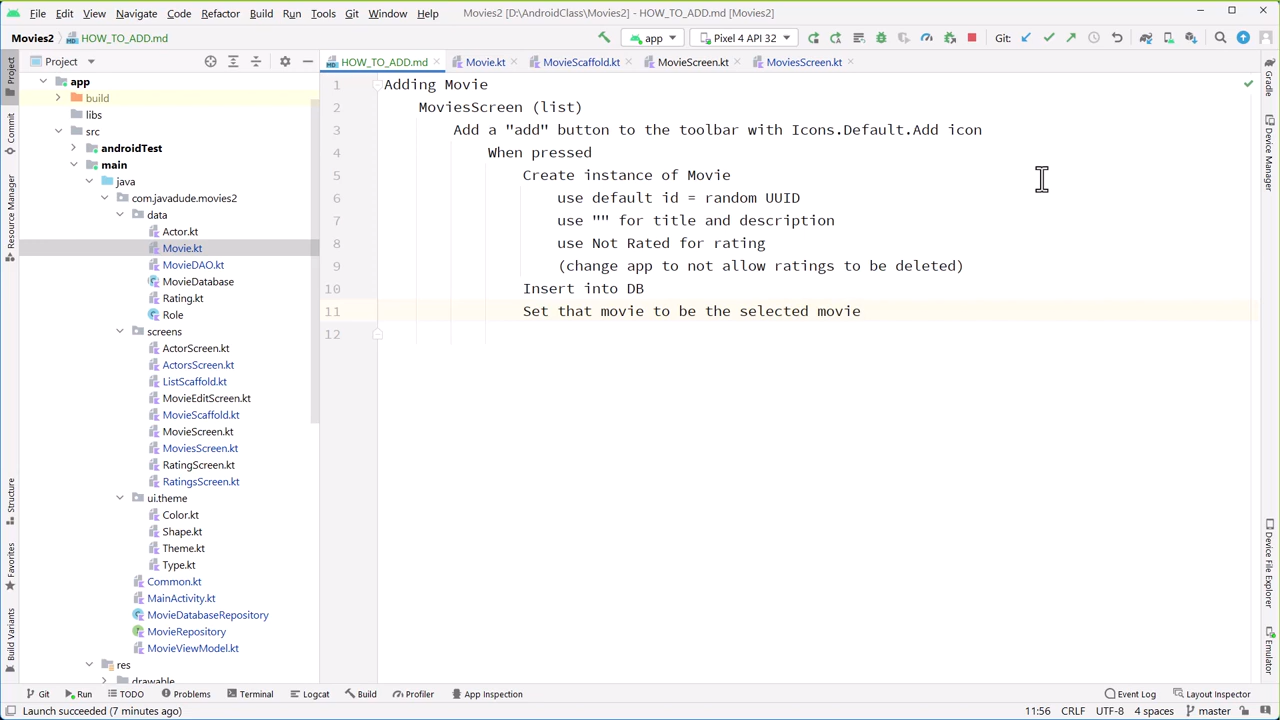 File Edit View Navigate Code Refactor Build Run Tools Git Window Help Movies2 [D:\AndroidClass\Movies2] - HOW_TO_ADD.md [Movies2]
Movies2 HOW_TO_ADD.md app Pixel 4 API 32 Git:
Project HOW_TO_ADD.md Movie.kt MovieScaffold.kt MovieScreen.kt MoviesScreen.kt
app
build
libs
src
androidTest
main
java
com.javadude.movies2
data
Actor.kt
Movie.kt
MovieDAO.kt
MovieDatabase
Rating.kt
Role
screens
ActorScreen.kt
ActorsScreen.kt
ListScaffold.kt
MovieEditScreen.kt
MovieScaffold.kt
MovieScreen.kt
MoviesScreen.kt
RatingScreen.kt
RatingsScreen.kt
ui.theme
Color.kt
Shape.kt
Theme.kt
Type.kt
Common.kt
MainActivity.kt
MovieDatabaseRepository
MovieRepository
MovieViewModel.kt
res
drawable
1 Adding Movie
2 MoviesScreen (list)
3 Add a "add" button to the toolbar with Icons.Default.Add icon
4 When pressed
5 Create instance of Movie
6 use default id = random UUID
7 use "" for title and description
8 use Not Rated for rating
9 (change app to not allow ratings to be deleted)
10 Insert into DB
11 Set that movie to be the selected movie
12
Project
Commit
Resource Manager
Structure
Favorites
Build Variants
Gradle
Device Manager
Device File Explorer
Emulator
Git Run TODO Problems Terminal Logcat Build Profiler App Inspection Event Log Layout Inspector
Launch succeeded (7 minutes ago) 11:56 CRLF UTF-8 4 spaces master